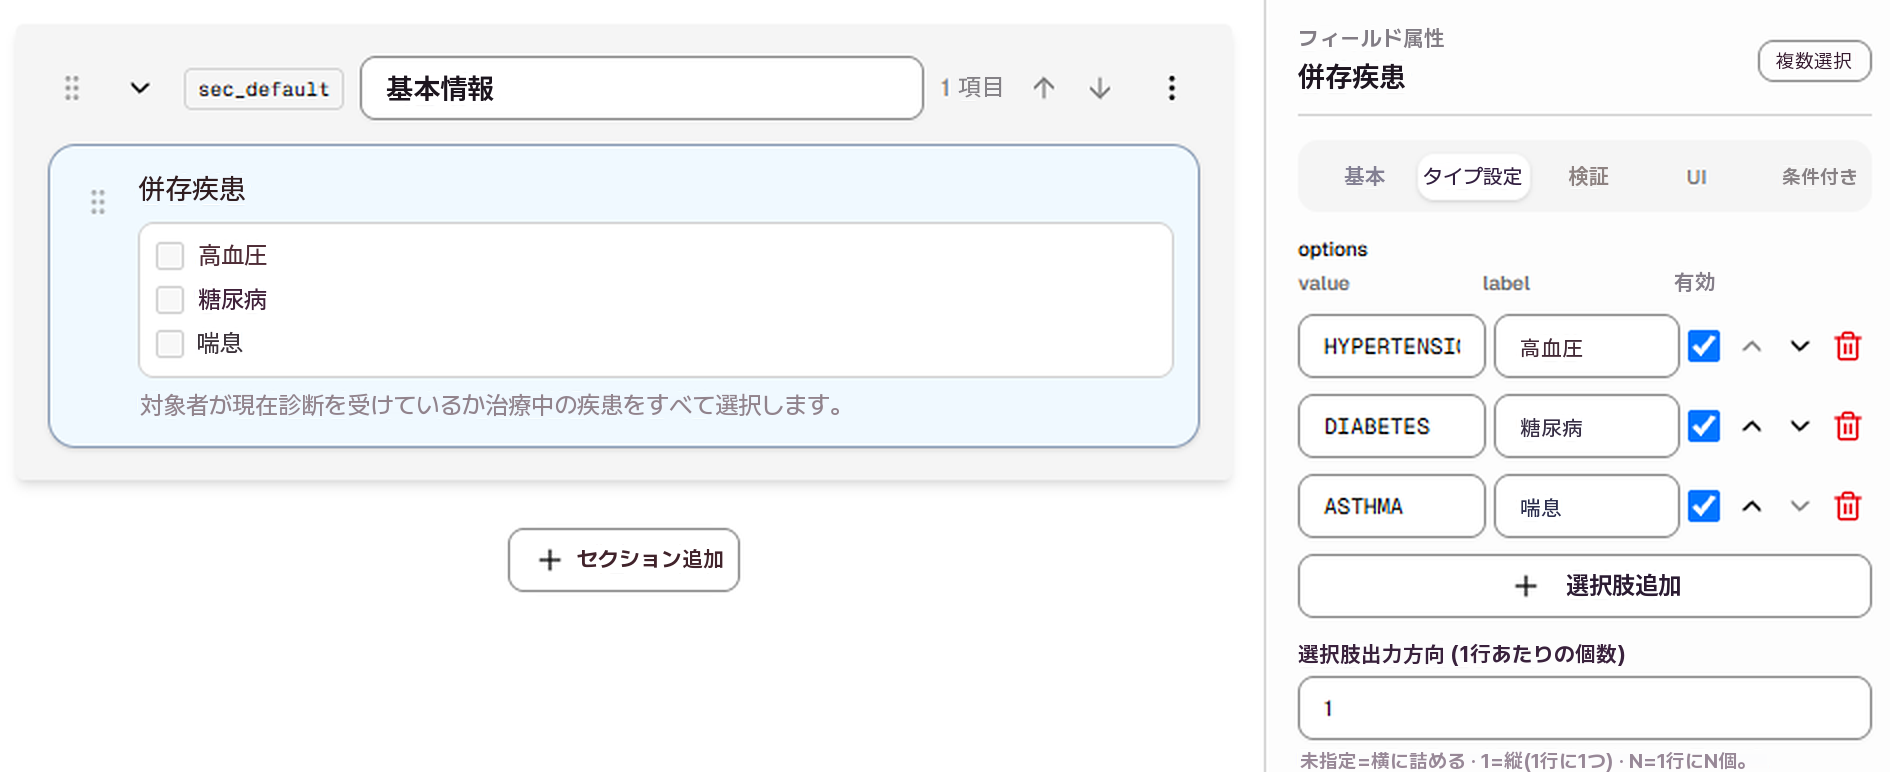 sec_default
基本情報
1 項目
併存疾患
高血圧
糖尿病
喘息
対象者が現在診断を受けているか治療中の疾患をすべて選択します。
セクション追加
フィールド属性
併存疾患
複数選択
基本 タイプ設定 検証 UI 条件付き
options
value label 有効
HYPERTENSI 高血圧
DIABETES 糖尿病
ASTHMA 喘息
選択肢追加
選択肢出力方向 (1行あたりの個数)
1
未指定=横に詰める · 1=縦(1行に1つ) · N=1行にN個。